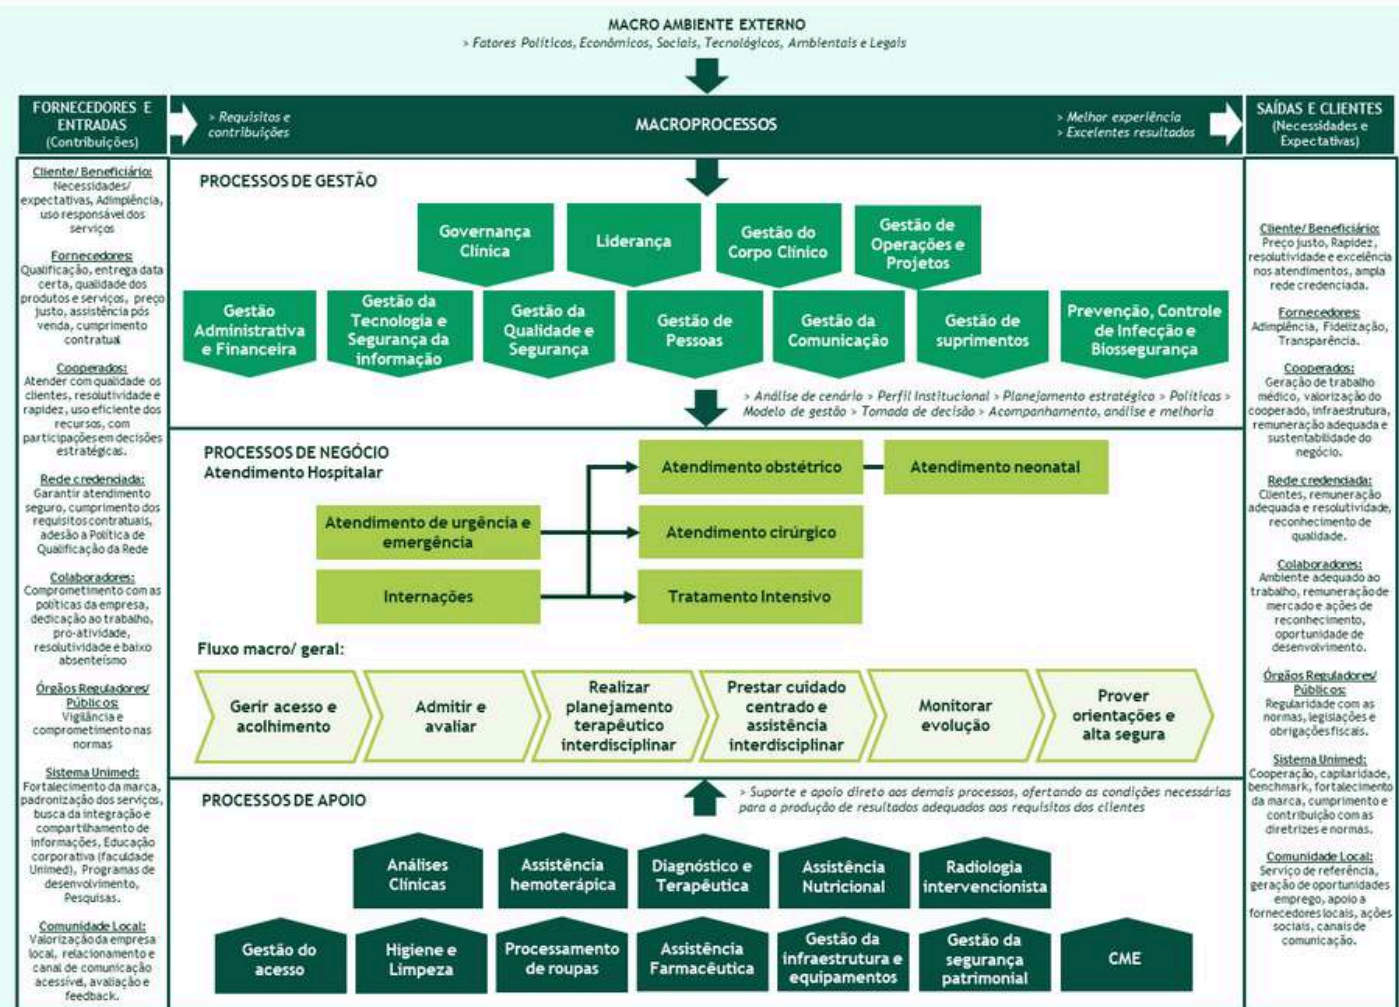 MACRO AMBIENTE EXTERNO
> Fatores Políticos, Econômicos, Sociais, Tecnológicos, Ambientais e Legais
FORNECEDORES E
ENTRADAS
(Contribuições)
> Requisitos e
contribuições
MACROPROCESSOS
> Melhor experiência
> Excelentes resultados
SAÍDAS E CLIENTES
(Necessidades e
Expectativas)
Cliente/ Beneficiário:
Necessidades/
expectativas, Adimplência,
uso responsável dos
serviços
Fornecedores:
Qualificação, entrega data
certa, qualidade dos
produtos e serviços, preço
justo, assistência pós
venda, cumprimento
contratual
Cooperados:
Atender com qualidade os
clientes, resolutividade e
rapidez, uso eficiente dos
recursos, com
participações em decisões
estratégicas.
Rede credenciada:
Garantir atendimento
seguro, cumprimento dos
requisitos contratuais,
adesão a Política de
Qualificação da Rede
Colaboradores:
Comprometimento com as
políticas da empresa,
dedicação ao trabalho,
pro-atividade,
resolutividade e baixo
absenteísmo
Órgãos Reguladores/
Públicos:
Vigilância e
comprometimento nas
normas
Sistema Unimed:
Fortalecimento da marca,
padronização dos serviços,
busca da integração e
compartilhamento de
informações, Educação
corporativa (faculdade
Unimed), Programas de
desenvolvimento,
Pesquisas.
Comunidade Local:
Valorização da empresa
local, relacionamento e
canal de comunicação
acessível, avaliação e
feedback.
PROCESSOS DE GESTÃO
Governança
Clínica
Liderança
Gestão do
Corpo Clínico
Gestão de
Operações e
Projetos
Gestão
Administrativa
e Financeira
Gestão da
Tecnologia e
Segurança da
informação
Gestão da
Qualidade e
Segurança
Gestão de
Pessoas
Gestão da
Comunicação
Gestão de
suprimentos
Prevenção, Controle
de Infecção e
Biossegurança
> Análise de cenário > Perfil Institucional > Planejamento estratégico > Políticas >
Modelo de gestão > Tomada de decisão > Acompanhamento, análise e melhoria
PROCESSOS DE NEGÓCIO
Atendimento Hospitalar
Atendimento obstétrico
Atendimento neonatal
Atendimento de urgência e
emergência
Atendimento cirúrgico
Internações
Tratamento Intensivo
Fluxo macro/ geral:
Gerir acesso e
acolhimento
Admitir e
avaliar
Realizar
planejamento
terapêutico
interdisciplinar
Prestar cuidado
centrado e
assistência
interdisciplinar
Monitorar
evolução
Prover
orientações e
alta segura
PROCESSOS DE APOIO
> Suporte e apoio direto aos demais processos, ofertando as condições necessárias
para a produção de resultados adequados aos requisitos dos clientes
Análises
Clínicas
Assistência
hemoterápica
Diagnóstico e
Terapêutica
Assistência
Nutricional
Radiologia
intervencionista
Gestão do
acesso
Higiene e
Limpeza
Processamento
de roupas
Assistência
Farmacêutica
Gestão da
infraestrutura e
equipamentos
Gestão da
segurança
patrimonial
CME
Cliente/ Beneficiário:
Preço justo, Rapidez,
resolutividade e excelência
nos atendimentos, ampla
rede credenciada.
Fornecedores:
Adimplência, Fidelização,
Transparência.
Cooperados:
Geração de trabalho
médico, valorização do
cooperado, infraestrutura,
remuneração adequada e
sustentabilidade do
negócio.
Rede credenciada:
Clientes, remuneração
adequada e resolutividade,
reconhecimento de
qualidade.
Colaboradores:
Ambiente adequado ao
trabalho, remuneração de
mercado e ações de
reconhecimento,
oportunidade de
desenvolvimento.
Órgãos Reguladores/
Públicos:
Regularidade com as
normas, legislações e
obrigações fiscais.
Sistema Unimed:
Cooperação, capilaridade,
benchmark, fortalecimento
da marca, cumprimento e
contribuição com as
diretrizes e normas.
Comunidade Local:
Serviço de referência,
geração de oportunidades
emprego, apoio a
fornecedores locais, ações
sociais, canais de
comunicação.